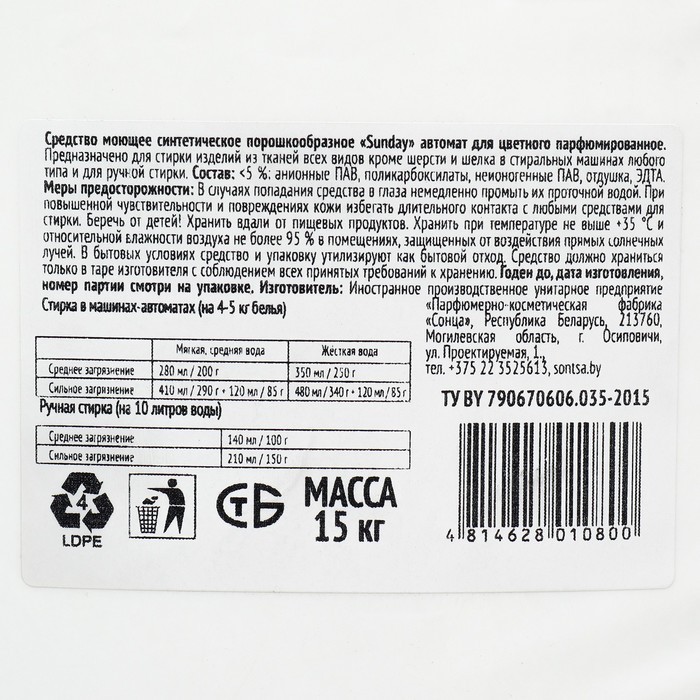 Средство моющее синтетическое порошкообразное «Sunday» автомат для цветного парфюмированное.
Предназначено для стирки изделий из тканей всех видов кроме шерсти и шелка в стиральных машинах любого
типа и для ручной стирки. Состав: <5 %: анионные ПАВ, поликарбоксилаты, неионогенные ПАВ, отдушка, ЭДТА.
Меры предосторожности: В случаях попадания средства в глаза немедленно промыть их проточной водой. При
повышенной чувствительности и повреждениях кожи избегать длительного контакта с любыми средствами для
стирки. Беречь от детей! Хранить вдали от пищевых продуктов. Хранить при температуре не выше +35 °C и
относительной влажности воздуха не более 95 % в помещениях, защищенных от воздействия прямых солнечных
лучей. В бытовых условиях средство и упаковку утилизируют как бытовой отход. Средство должно храниться
только в таре изготовителя с соблюдением всех принятых требований к хранению. Годен до, дата изготовления,
номер партии смотри на упаковке. Изготовитель: Иностранное производственное унитарное предприятие
«Парфюмерно-косметическая фабрика
«Сонца», Республика Беларусь, 213760,
Могилевская область, г. Осиповичи,
ул. Проектируемая, 1.,
тел. +375 22 3525613, sontsa.by
Стирка в машинах-автоматах (на 4-5 кг белья)
Мягкая, средняя вода Жёсткая вода
Среднее загрязнение 280 мл / 200 г 350 мл / 250 г
Сильное загрязнение 410 мл / 290 г + 120 мл / 85 г 480 мл / 340 г + 120 мл / 85 г
Ручная стирка (на 10 литров воды)
Среднее загрязнение 140 мл / 100 г
Сильное загрязнение 210 мл / 150 г
ТУ BY 790670606.035-2015
4
LDPE
СТБ
МАССА
15 КГ
4 814628 010800